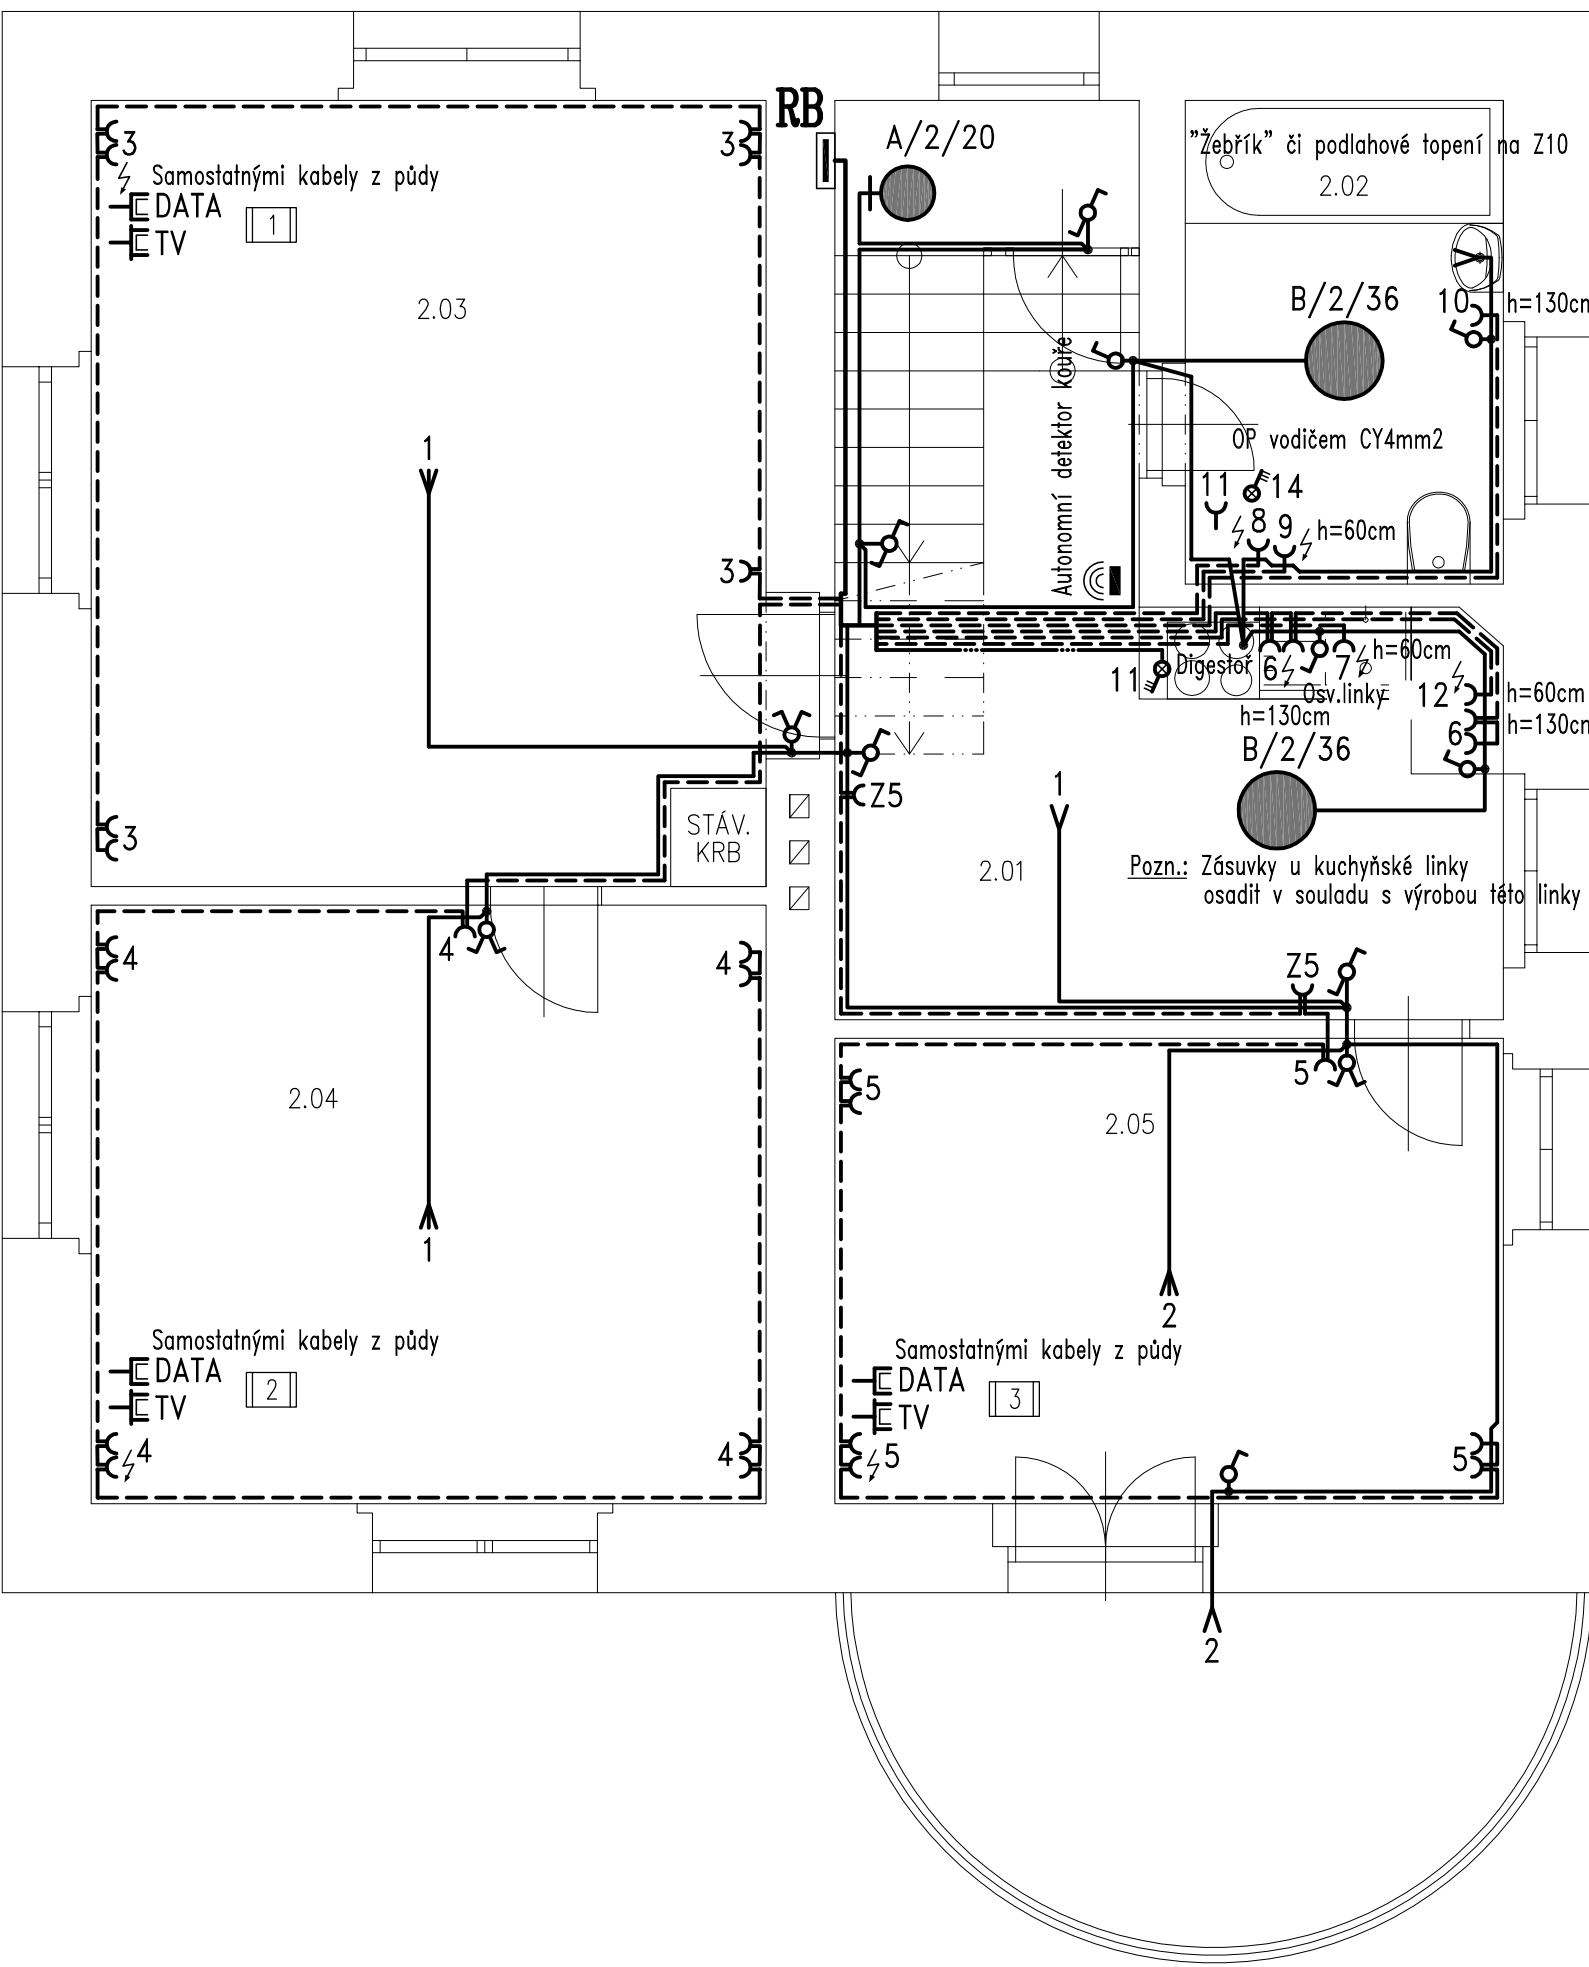 RB
A/2/20
"Žebřík" či podlahové topení na Z10
2.02
3
3
Samostatnými kabely z půdy
DATA
TV
1
2.03
B/2/36
10
h=130cm
Autonomní detektor kouře
OP vodičem CY4mm2
1
11
14
8
9
h=60cm
3
Digestoř
6
7
h=60cm
11
Osv.linky
12
h=60cm
h=130cm
h=130cm
6
B/2/36
Z5
1
STÁV.
KRB
3
2.01
Pozn.: Zásuvky u kuchyňské linky
osadit v souladu s výrobou této linky
4
4
4
Z5
5
5
2.04
2.05
1
2
Samostatnými kabely z půdy
DATA
TV
2
Samostatnými kabely z půdy
DATA
TV
3
4
4
5
5
2